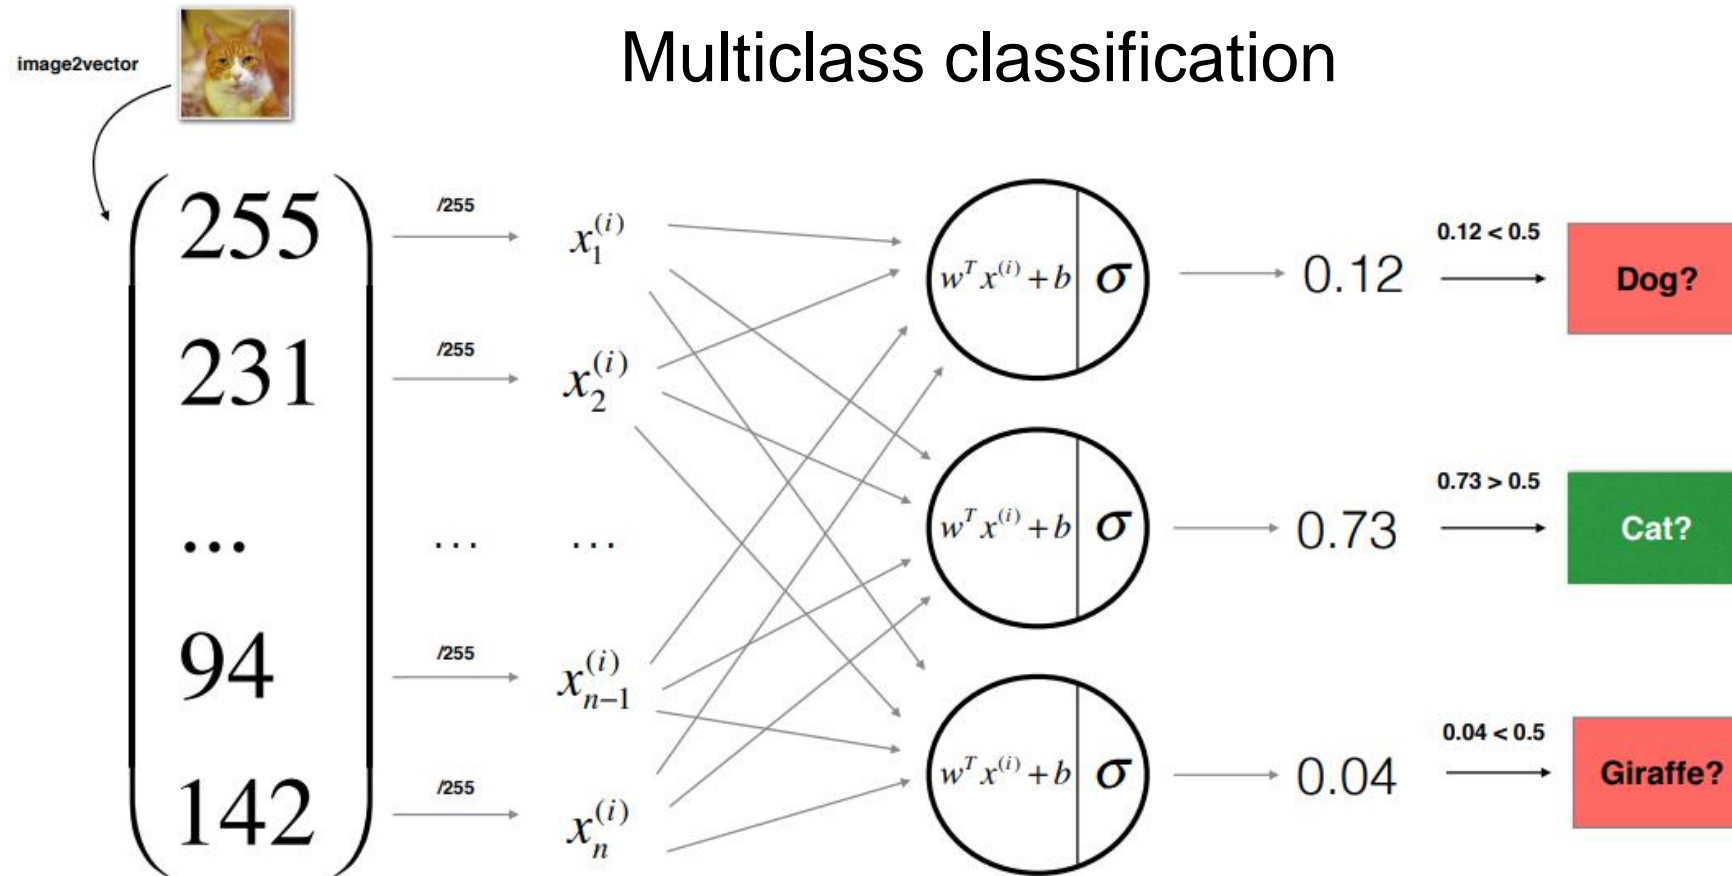 Multiclass classification
image2vector
255 /255 x_1^{(i)} w^T x^{(i)} + b σ 0.12 0.12 < 0.5 Dog?
231 /255 x_2^{(i)}
... ... ... w^T x^{(i)} + b σ 0.73 0.73 > 0.5 Cat?
94 /255 x_{n-1}^{(i)}
142 /255 x_n^{(i)} w^T x^{(i)} + b σ 0.04 0.04 < 0.5 Giraffe?